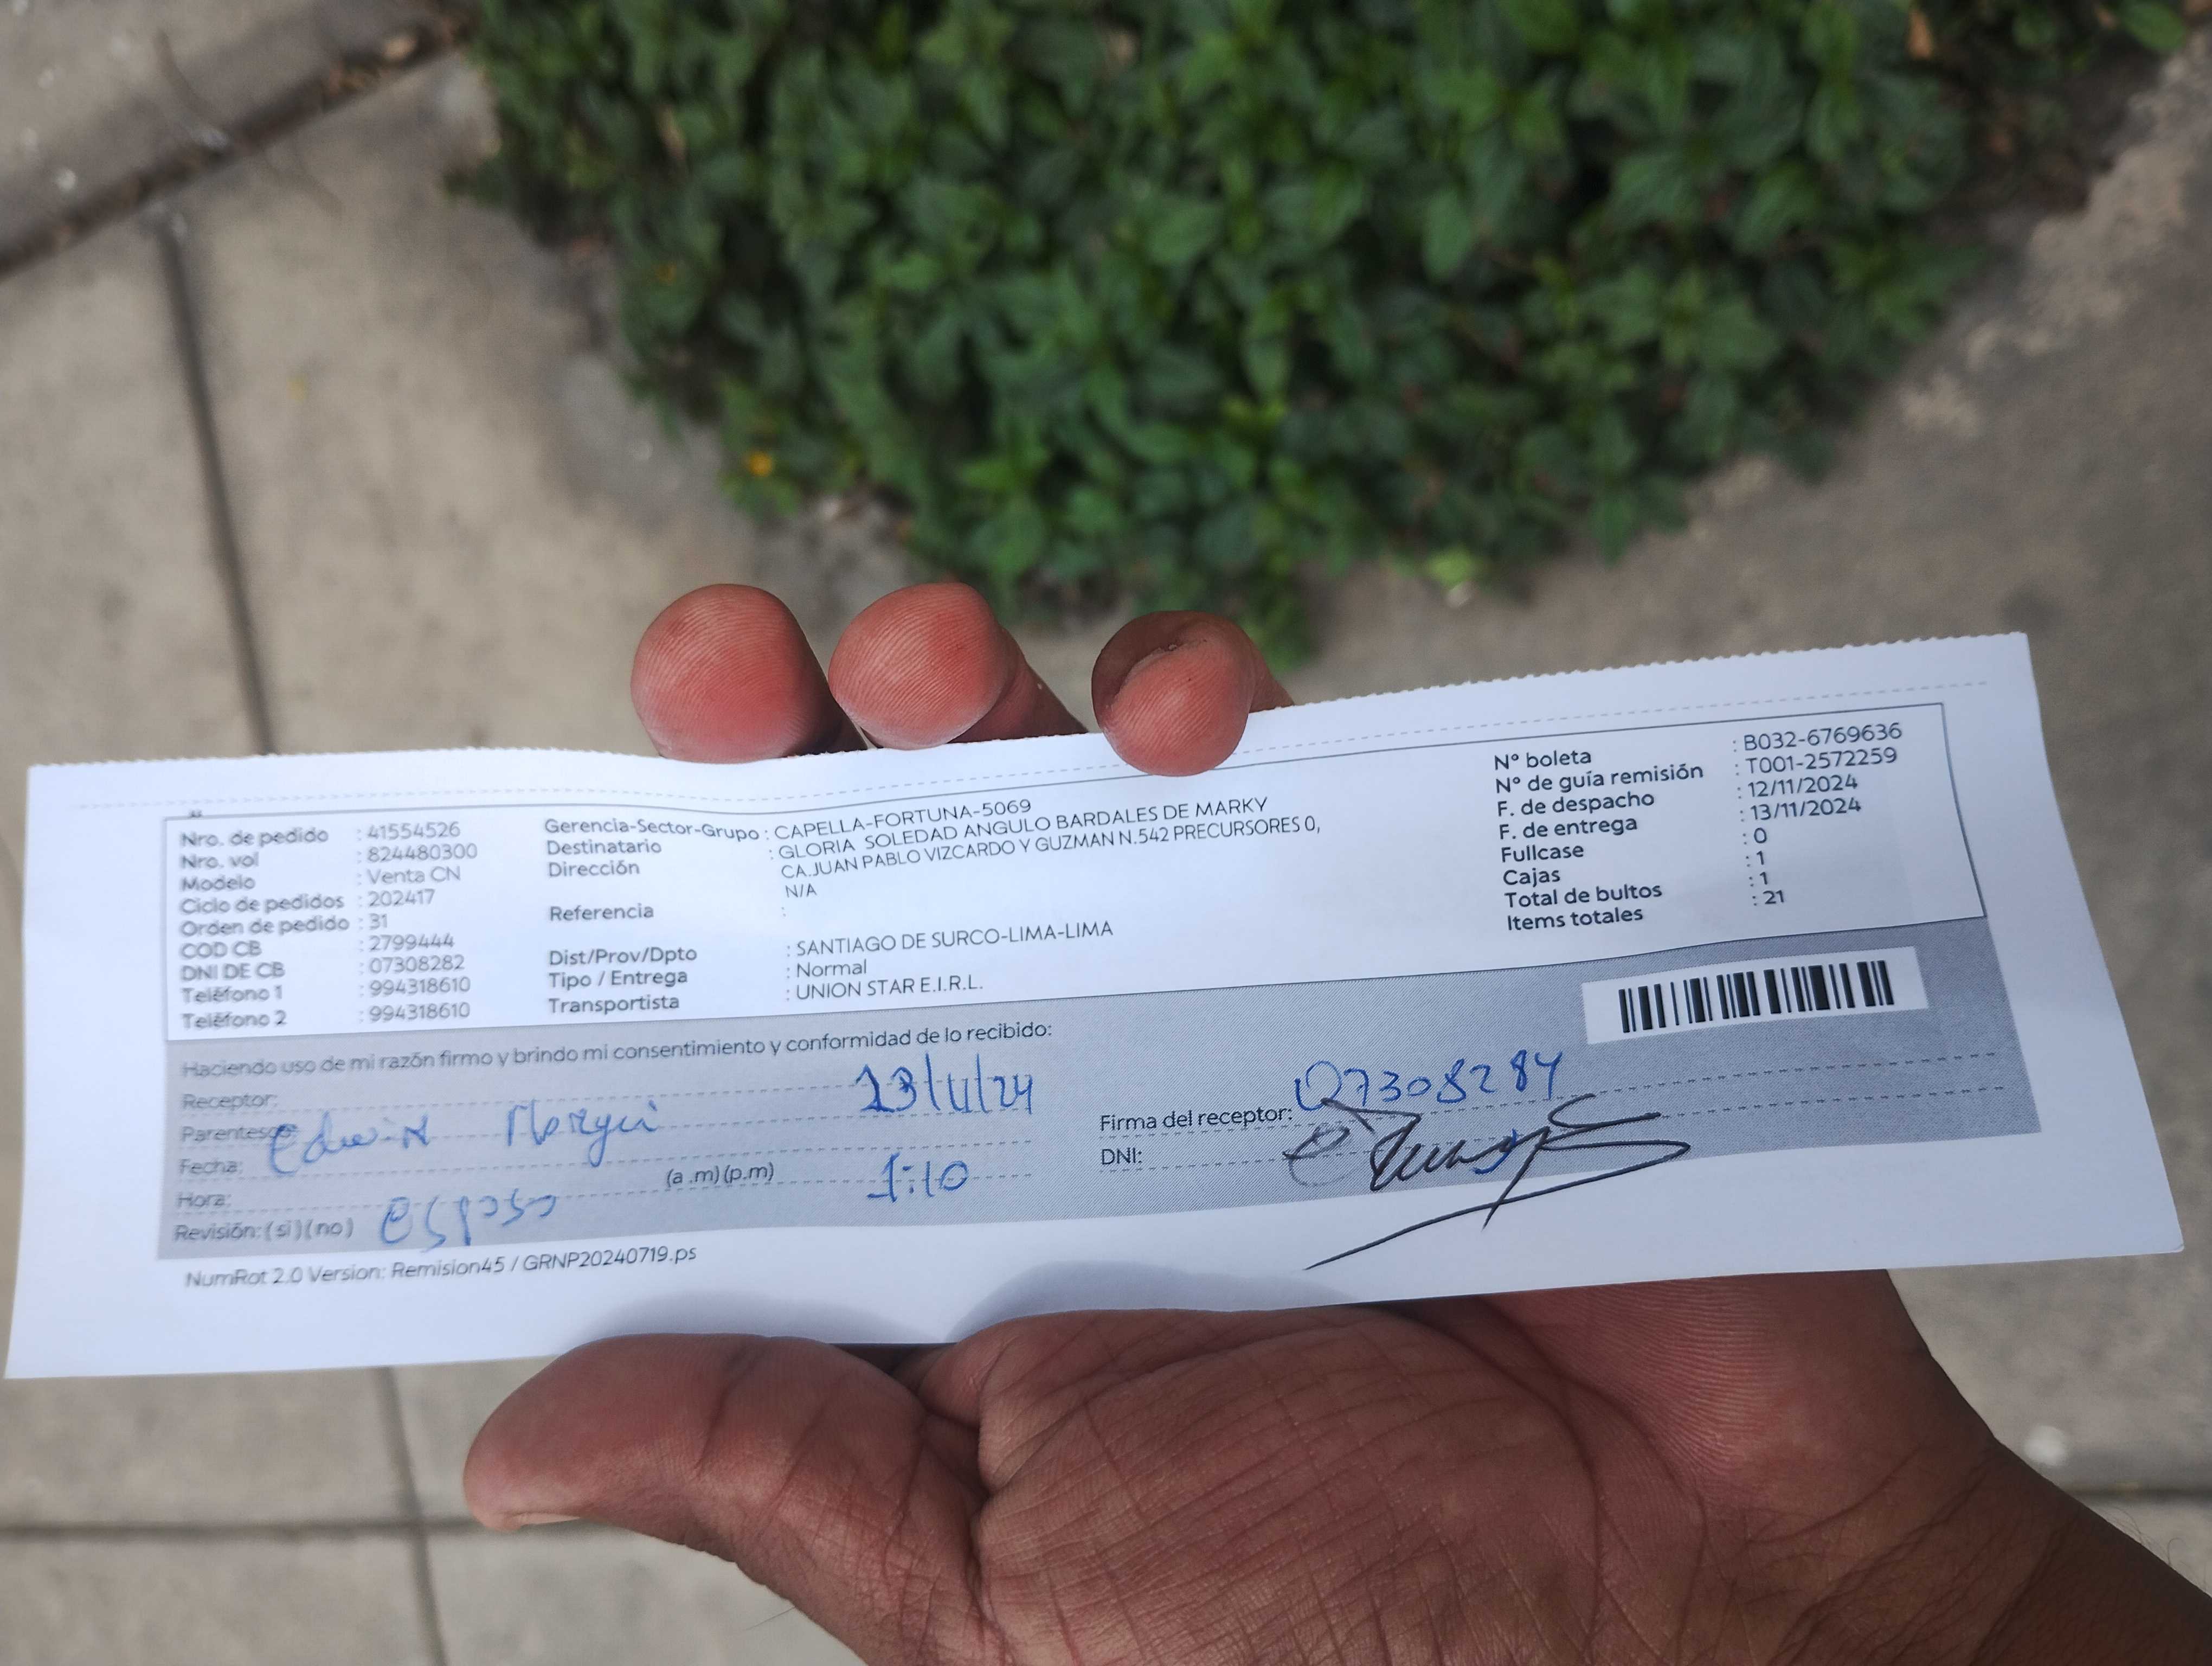 Nro. de pedido : 41554526
Nro. vol : 824480300
Modelo : Venta CN
Ciclo de pedidos : 202417
Orden de pedido : 31
COD CB : 2799444
DNI DE CB : 07308282
Teléfono 1 : 994318610
Teléfono 2 : 994318610
Gerencia-Sector-Grupo : CAPELLA-FORTUNA-5069
Destinatario : GLORIA SOLEDAD ANGULO BARDALES DE MARKY
Dirección CA.JUAN PABLO VIZCARDO Y GUZMAN N.542 PRECURSORES 0,
N/A
Referencia :
Dist/Prov/Dpto : SANTIAGO DE SURCO-LIMA-LIMA
Tipo / Entrega : Normal
Transportista : UNION STAR E.I.R.L.
Nº boleta : B032-6769636
Nº de guía remisión : T001-2572259
F. de despacho : 12/11/2024
F. de entrega : 13/11/2024
Fullcase : 0
Cajas : 1
Total de bultos : 1
Items totales : 21
Haciendo uso de mi razón firmo y brindo mi consentimiento y conformidad de lo recibido:
Receptor:
Parentesco: Edwin 13/11/24
Fecha:
Hora: (a.m)(p.m) 1:10
Revisión: (si)(no) esposo
Firma del receptor: 07308284
DNI:
NumRot 2.0 Version: Remision45 / GRNP20240719.ps